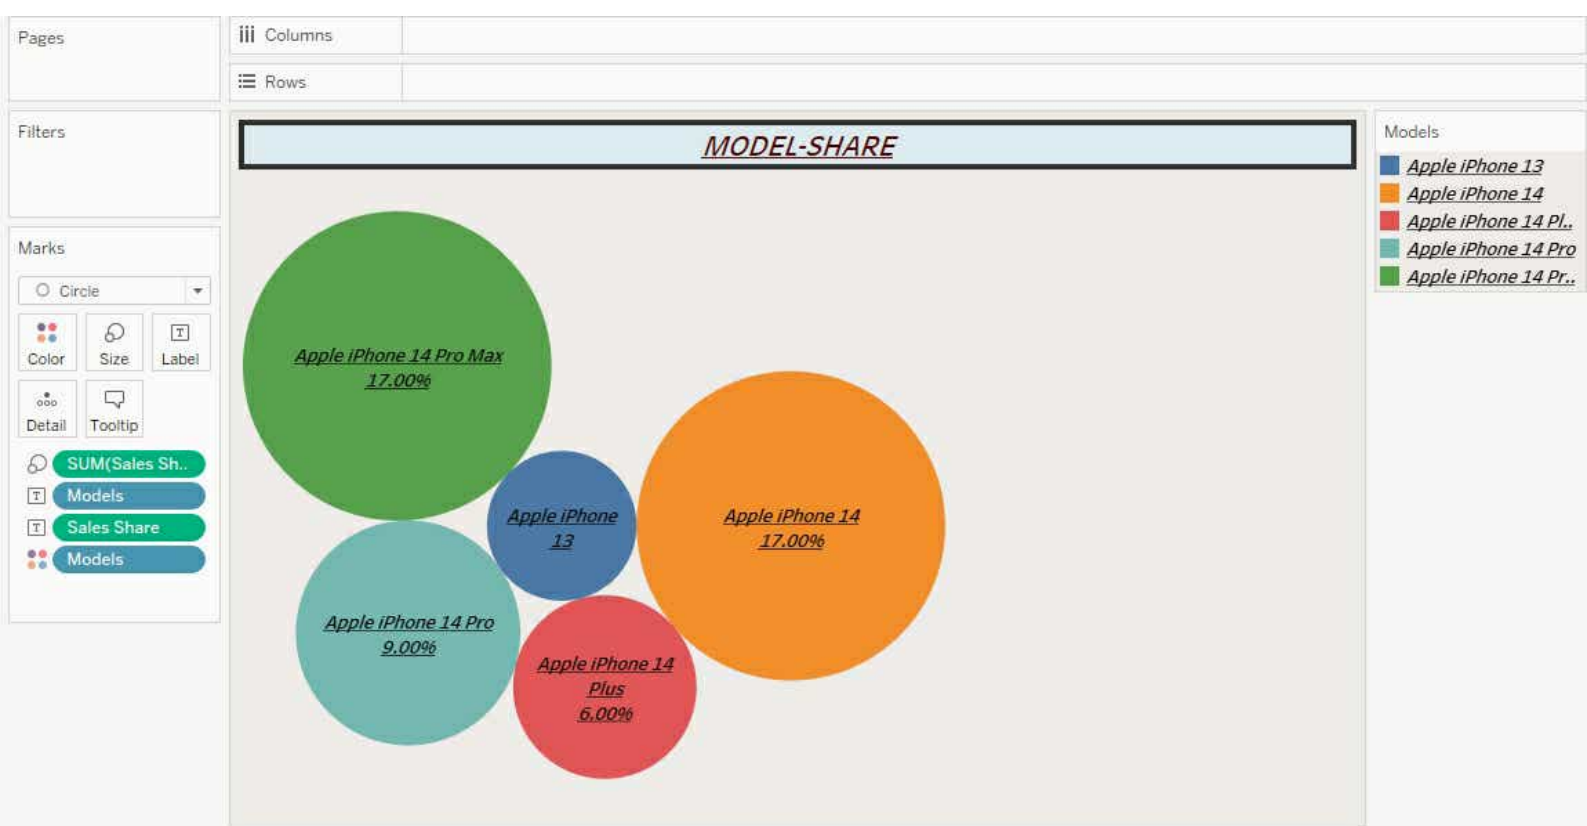 Pages
Columns
Rows
Filters
MODEL-SHARE
Models
Apple iPhone 13
Apple iPhone 14
Apple iPhone 14 Pl..
Apple iPhone 14 Pro
Apple iPhone 14 Pr..
Marks
Circle
Color
Size
T
Label
Detail
Tooltip
SUM(Sales Sh..
T
Models
T
Sales Share
Models
Apple iPhone 14 Pro Max
17.00%
Apple iPhone
13
Apple iPhone 14
17.00%
Apple iPhone 14 Pro
9.00%
Apple iPhone 14
Plus
6.00%